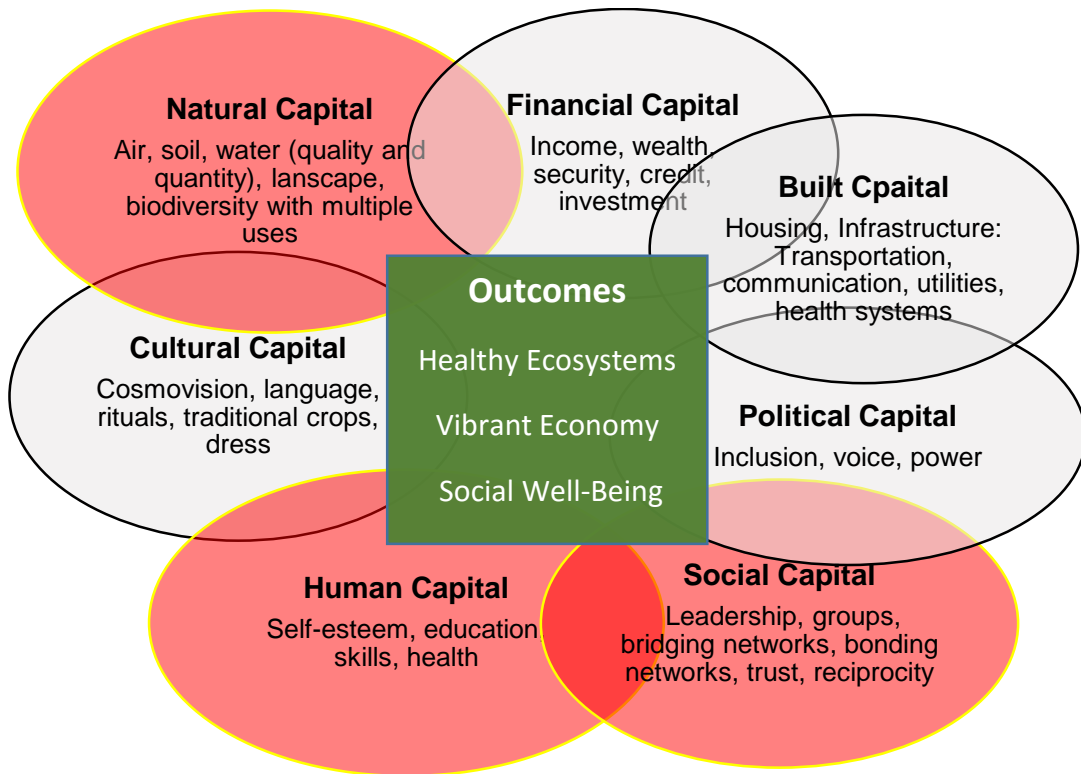 Natural Capital
Air, soil, water (quality and
quantity), lanscape,
biodiversity with multiple
uses
Financial Capital
Income, wealth,
security, credit,
investment
Built Cpaital
Housing, Infrastructure:
Transportation,
communication, utilities,
health systems
Cultural Capital
Cosmovision, language,
rituals, traditional crops,
dress
Outcomes
Healthy Ecosystems
Vibrant Economy
Social Well-Being
Political Capital
Inclusion, voice, power
Human Capital
Self-esteem, education,
skills, health
Social Capital
Leadership, groups,
bridging networks, bonding
networks, trust, reciprocity